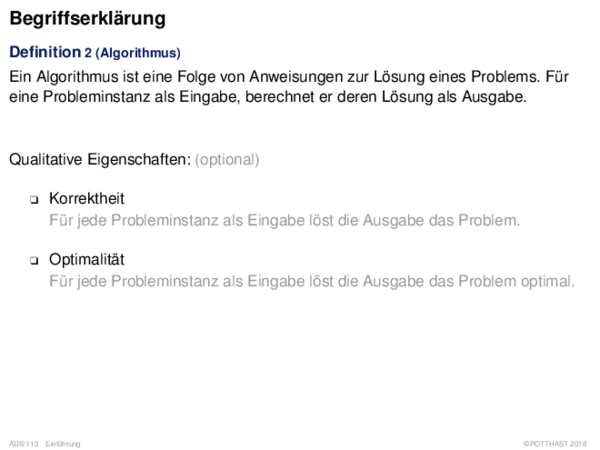 Begriffserklärung
Definition 2 (Algorithmus)
Ein Algorithmus ist eine Folge von Anweisungen zur Lösung eines Problems. Für
eine Probleminstanz als Eingabe, berechnet er deren Lösung als Ausgabe.
Qualitative Eigenschaften: (optional)
❑ Korrektheit
Für jede Probleminstanz als Eingabe löst die Ausgabe das Problem.
❑ Optimalität
Für jede Probleminstanz als Eingabe löst die Ausgabe das Problem optimal.
ADS:I-13 Einführung ©POTTHAST 2018